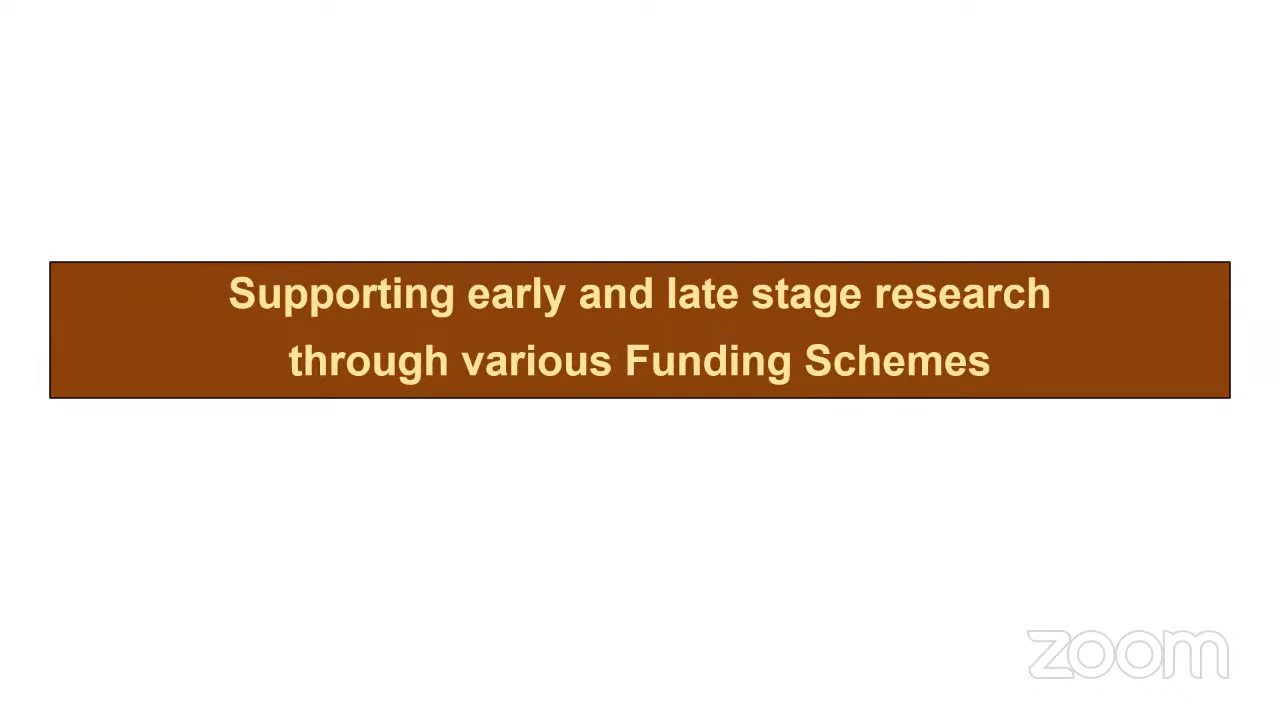 Supporting early and late stage research
through various Funding Schemes
zoom